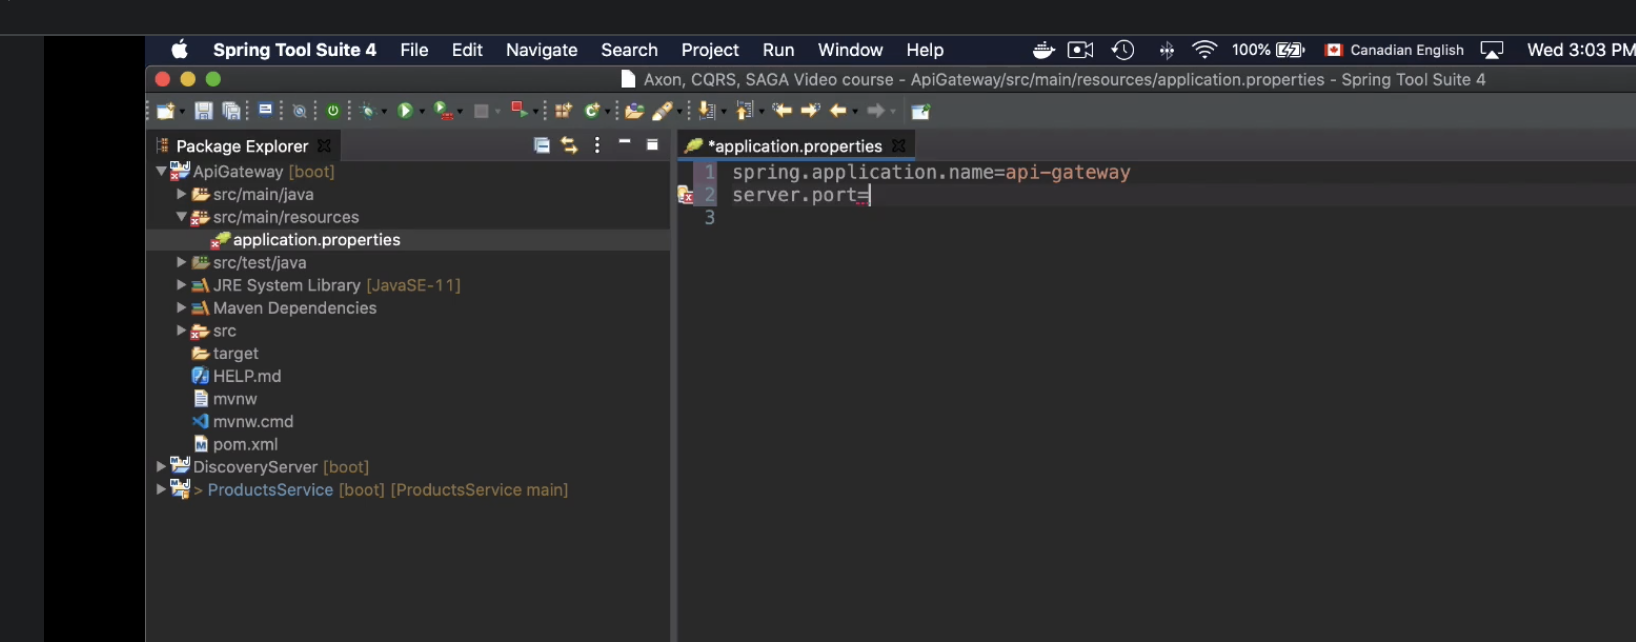 Spring Tool Suite 4 File Edit Navigate Search Project Run Window Help 100% Canadian English Wed 3:03 PM
Axon, CQRS, SAGA Video course - ApiGateway/src/main/resources/application.properties - Spring Tool Suite 4
Package Explorer
ApiGateway [boot]
src/main/java
src/main/resources
application.properties
src/test/java
JRE System Library [JavaSE-11]
Maven Dependencies
src
target
HELP.md
mvnw
mvnw.cmd
pom.xml
DiscoveryServer [boot]
> ProductsService [boot] [ProductsService main]
*application.properties
1 spring.application.name=api-gateway
2 server.port=
3